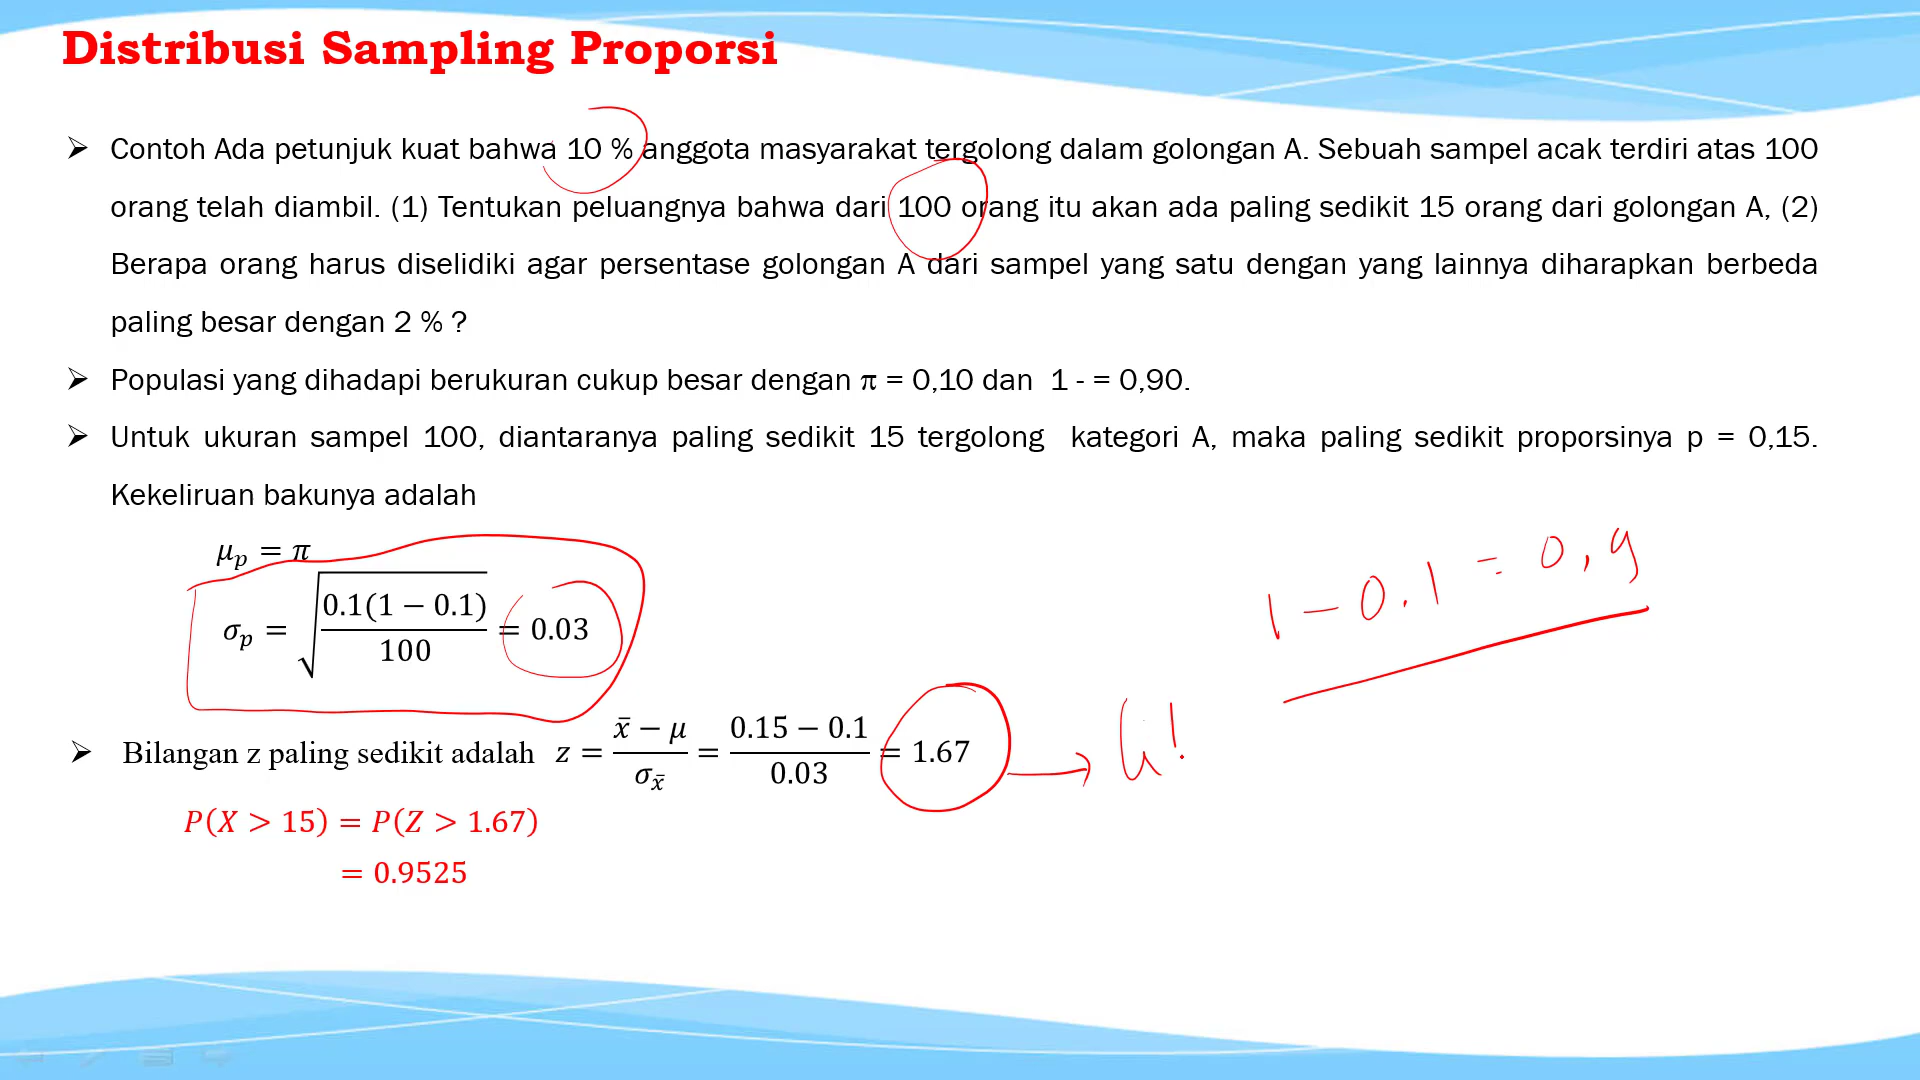 Distribusi Sampling Proporsi
➢ Contoh Ada petunjuk kuat bahwa 10 % anggota masyarakat tergolong dalam golongan A. Sebuah sampel acak terdiri atas 100
orang telah diambil. (1) Tentukan peluangnya bahwa dari 100 orang itu akan ada paling sedikit 15 orang dari golongan A, (2)
Berapa orang harus diselidiki agar persentase golongan A dari sampel yang satu dengan yang lainnya diharapkan berbeda
paling besar dengan 2 % ?
➢ Populasi yang dihadapi berukuran cukup besar dengan π = 0,10 dan 1 - = 0,90.
➢ Untuk ukuran sampel 100, diantaranya paling sedikit 15 tergolong kategori A, maka paling sedikit proporsinya p = 0,15.
Kekeliruan bakunya adalah
μ_p = π
σ_p = √(0.1(1 − 0.1)/100) = 0.03
1 – 0.1 = 0,9
➢ Bilangan z paling sedikit adalah z = (x̄ − μ)/σ_x̄ = (0.15 − 0.1)/0.03 = 1.67
P(X > 15) = P(Z > 1.67)
= 0.9525